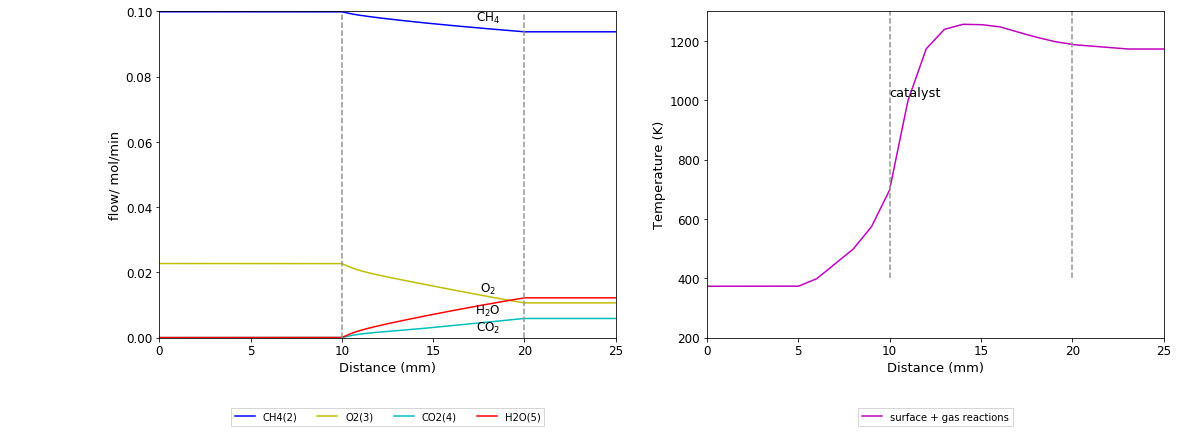 flow/ mol/min
0.10
0.08
0.06
0.04
0.02
0.00
CH₄
O₂
H₂O
CO₂
0 5 10 15 20 25
Distance (mm)
CH4(2) O2(3) CO2(4) H2O(5)
Temperature (K)
1200
1000
800
600
400
200
catalyst
0 5 10 15 20 25
Distance (mm)
surface + gas reactions